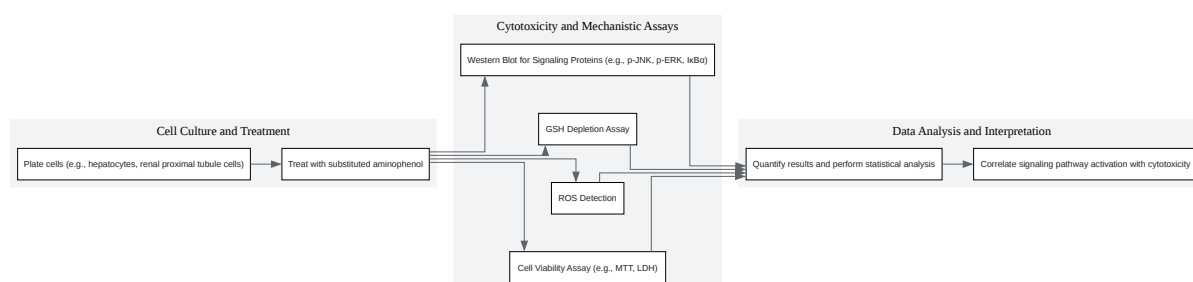 Cell Culture and Treatment
Plate cells (e.g., hepatocytes, renal proximal tubule cells)
Treat with substituted aminophenol
Cytotoxicity and Mechanistic Assays
Western Blot for Signaling Proteins (e.g., p-JNK, p-ERK, IκBα)
GSH Depletion Assay
ROS Detection
Cell Viability Assay (e.g., MTT, LDH)
Data Analysis and Interpretation
Quantify results and perform statistical analysis
Correlate signaling pathway activation with cytotoxicity